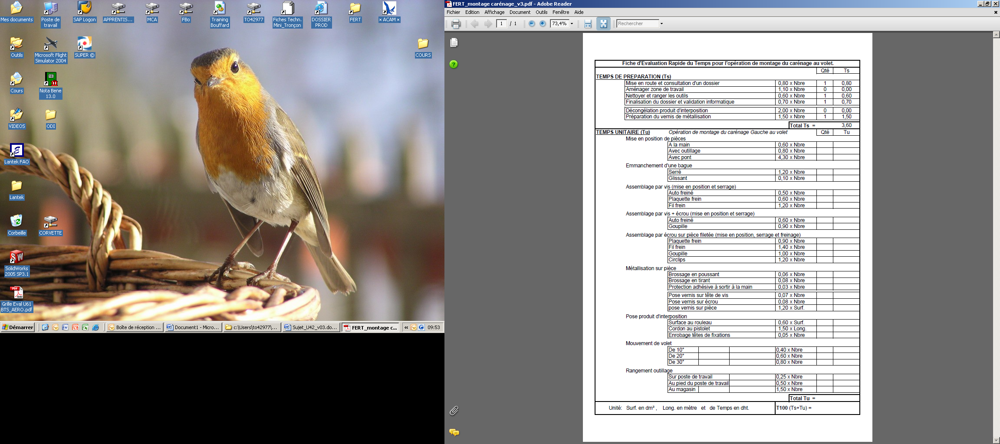 Mes documents
Poste de travail
SAP Logon
APPRENTIS...
MCA
FBo
Training Bouffard
TO42977
Fiches Techn. Mini_Tronçon
DOSSIER PROD
FERT
× ACAM ×
Outils
Microsoft Flight Simulator 2004
SUPER ©
COURS
Cours
Nota Bene 13.0
VIDEOS
ODI
Lantek FAO
Lantek
Corbeille
CORVETTE
SolidWorks 2005 SP3.1
Grille Eval U61 BTS_AERO.pdf
Démarrer
Boîte de réception ...
Document1 - Micro...
c:\Users\to42977\...
Sujet_U42_v03.do...
FERT_montage c...
«
09:53
FERT_montage carénage_v3.pdf - Adobe Reader
Fichier Edition Affichage Document Outils Fenêtre Aide
1 / 1 73,4% Rechercher
Fiche d'Evaluation Rapide du Temps pour l'opération de montage du carénage au volet.
Qté Ts
TEMPS DE PREPARATION (Ts)
Mise en route et consultation d'un dossier 0,80 x Nbre 1 0,80
Aménager zone de travail 1,10 x Nbre 0 0,00
Nettoyer et ranger les outils 0,60 x Nbre 1 0,60
Finalisation du dossier et validation informatique 0,70 x Nbre 1 0,70
Décongélation produit d'interposition 2,00 x Nbre 0 0,00
Préparation du vernis de métallisation 1,50 x Nbre 1 1,50
Total Ts = 3,60
TEMPS UNITAIRE (Tu) Opération de montage du carénage Gauche au volet Qté Tu
Mise en position de pièces
A la main 0,60 x Nbre
Avec outillage 0,80 x Nbre
Avec pont 4,30 x Nbre
Emmanchement d'une bague
Serré 1,20 x Nbre
Glissant 0,10 x Nbre
Assemblage par vis (mise en position et serrage)
Auto freiné 0,50 x Nbre
Plaquette frein 0,60 x Nbre
Fil frein 1,20 x Nbre
Assemblage par vis + écrou (mise en position et serrage)
Auto freiné 0,60 x Nbre
Goupille 0,90 x Nbre
Assemblage par écrou sur pièce filetée (mise en position, serrage et freinage)
Plaquette frein 0,90 x Nbre
Fil frein 1,40 x Nbre
Goupille 1,00 x Nbre
Circlips 1,20 x Nbre
Métallisation sur pièce
Brossage en poussant 0,06 x Nbre
Brossage en tirant 0,08 x Nbre
Protection adhésive à sortir à la main 0,03 x Nbre
Pose vernis sur tête de vis 0,07 x Nbre
Pose vernis sur écrou 0,08 x Nbre
pose vernis sur pièce 1,20 x Surf.
Pose produit d'interposition
Surface au rouleau 0,60 x Surf.
Cordon au pistolet 1,50 x Long.
Enrobage têtes de fixations 0,05 x Nbre
Mouvement de volet
De 10° 0,40 x Nbre
De 20° 0,60 x Nbre
De 30° 0,80 x Nbre
Rangement outillage
Sur poste de travail 0,25 x Nbre
Au pied du poste de travail 0,50 x Nbre
Au magasin 1,50 x Nbre
Total Tu =
Unité: Surf. en dm² , Long. en mètre et de Temps en dht. T100 (Ts+Tu) =